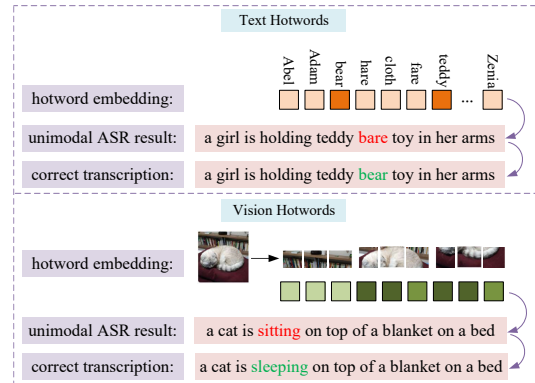 Text Hotwords
Abel Adam bear hare cloth fare teddy ... Zenia
hotword embedding:
unimodal ASR result: a girl is holding teddy bare toy in her arms
correct transcription: a girl is holding teddy bear toy in her arms
Vision Hotwords
hotword embedding:
unimodal ASR result: a cat is sitting on top of a blanket on a bed
correct transcription: a cat is sleeping on top of a blanket on a bed